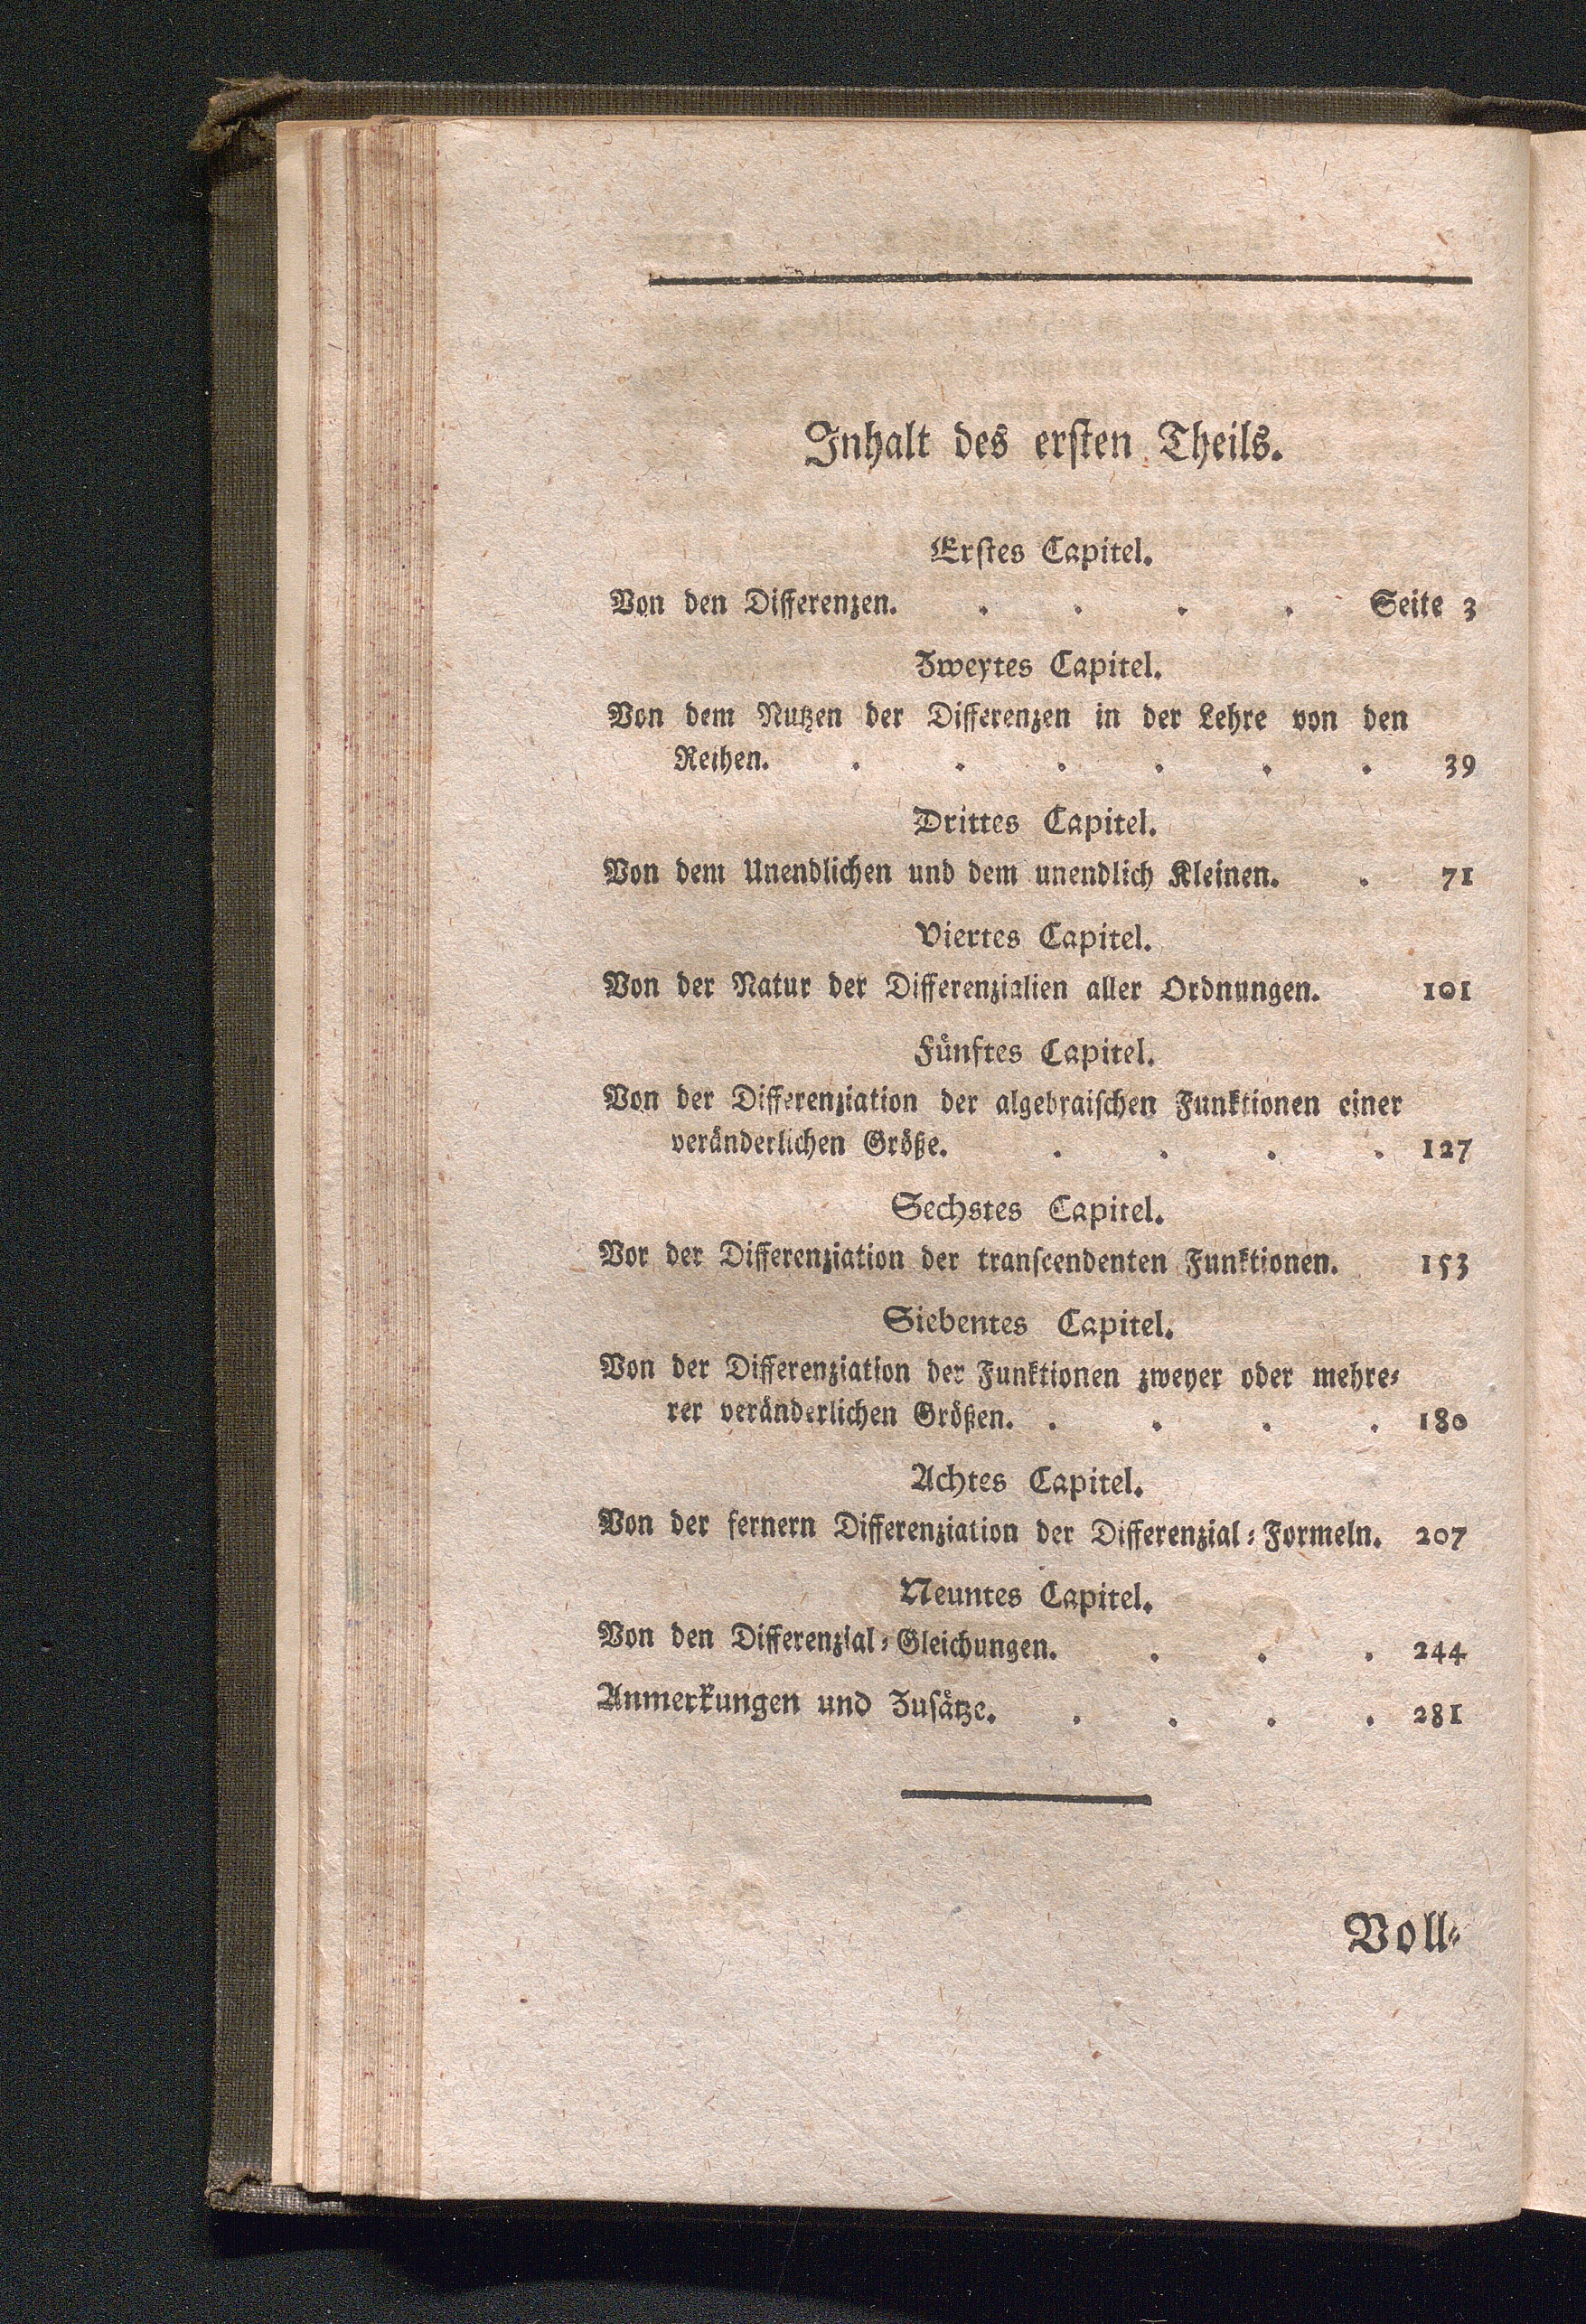 Inhalt des ersten Theils.
Erstes Capitel.
Von den Differenzen. . . . . Seite 3
Zweytes Capitel.
Von dem Nutzen der Differenzen in der Lehre von den
Reihen. . . . . . . 39
Drittes Capitel.
Von dem Unendlichen und dem unendlich Kleinen. . 71
Viertes Capitel.
Von der Natur der Differenzialien aller Ordnungen. 101
Fünftes Capitel.
Von der Differenziation der algebraischen Funktionen einer
veränderlichen Größe. . . . . 127
Sechstes Capitel.
Vor der Differenziation der transcendenten Funktionen. 153
Siebentes Capitel.
Von der Differenziation der Funktionen zweyer oder mehre-
rer veränderlichen Größen. . . . . 180
Achtes Capitel.
Von der fernern Differenziation der Differenzial-Formeln. 207
Neuntes Capitel.
Von den Differenzial-Gleichungen. . . . 244
Anmerkungen und Zusätze. . . . . 281
Voll-